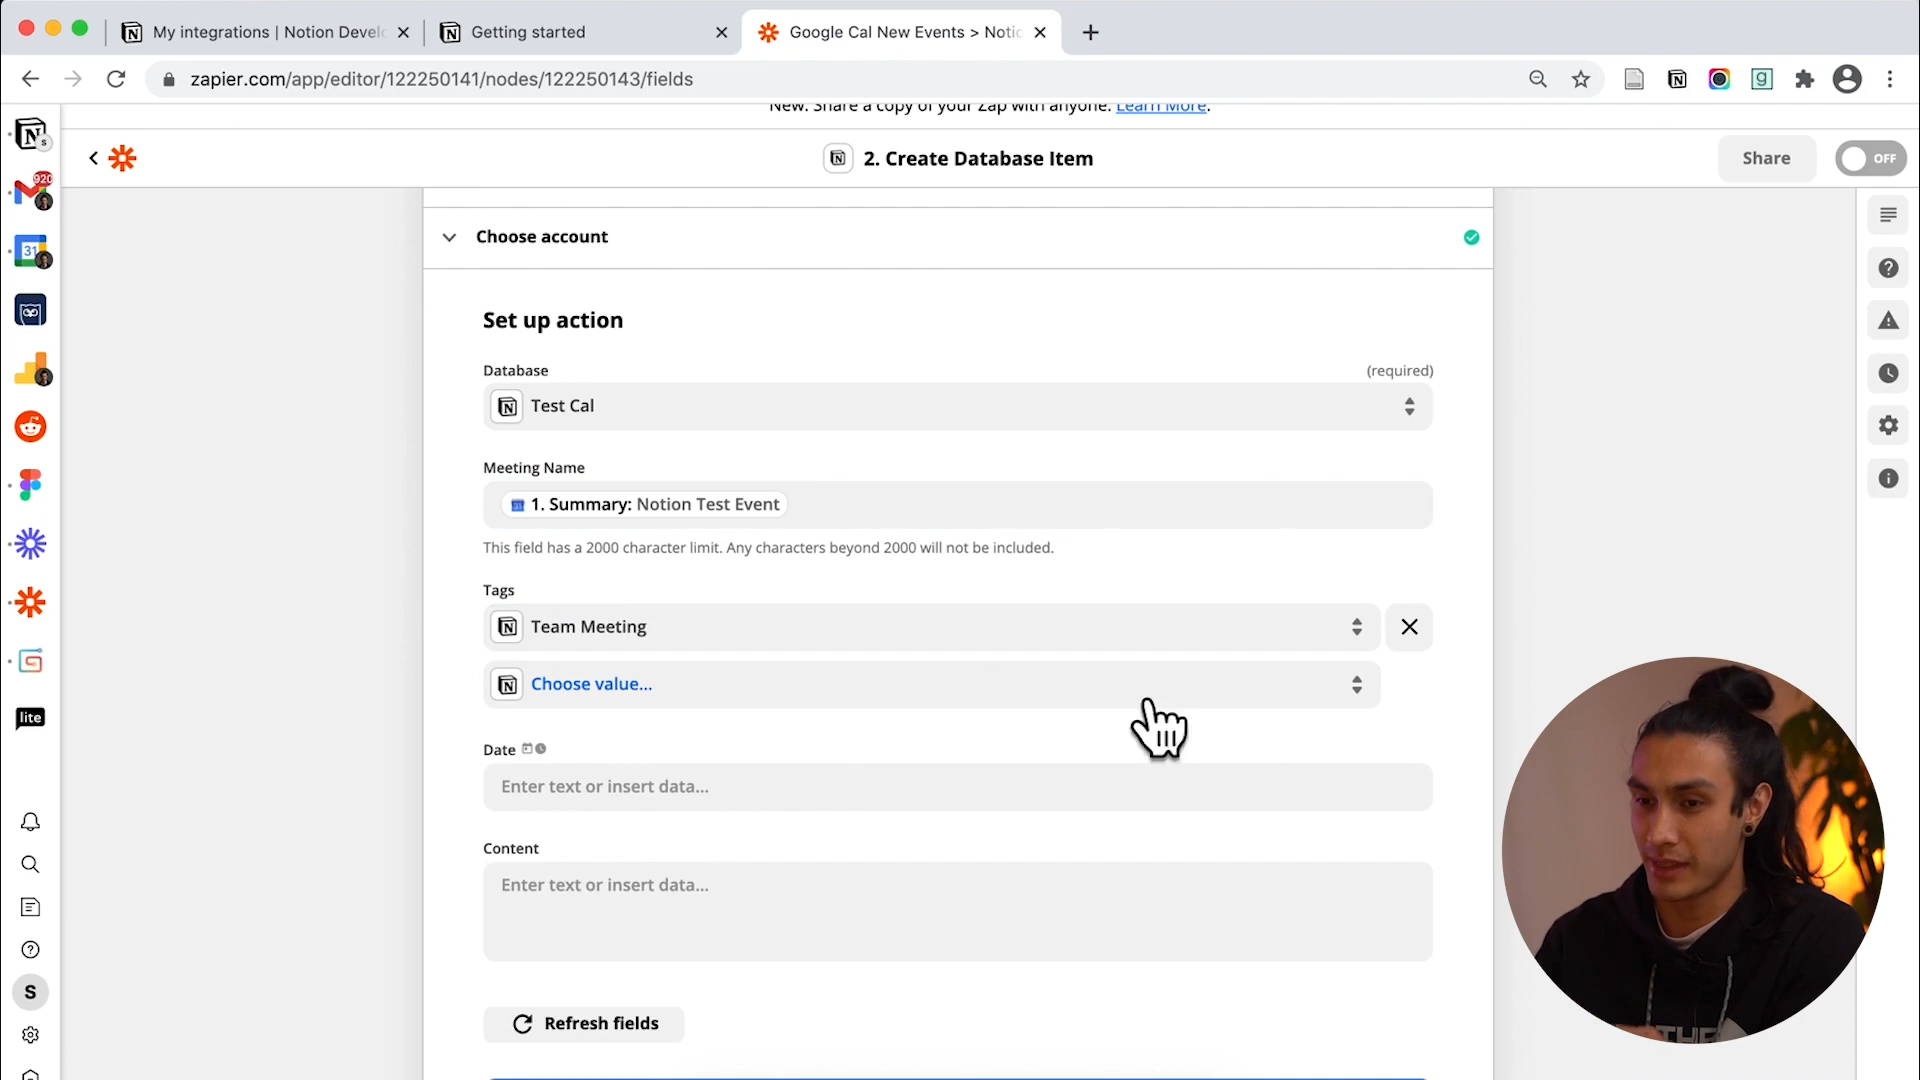 My integrations | Notion Devel
Getting started
Google Cal New Events > Notic
zapier.com/app/editor/122250141/nodes/122250143/fields
New: Share a copy of your Zap with anyone. Learn More.
2. Create Database Item
Share
OFF
920
31
Choose account
Set up action
Database
(required)
Test Cal
Meeting Name
1. Summary: Notion Test Event
This field has a 2000 character limit. Any characters beyond 2000 will not be included.
Tags
Team Meeting
Choose value...
lite
Date
Enter text or insert data...
Content
Enter text or insert data...
S
Refresh fields